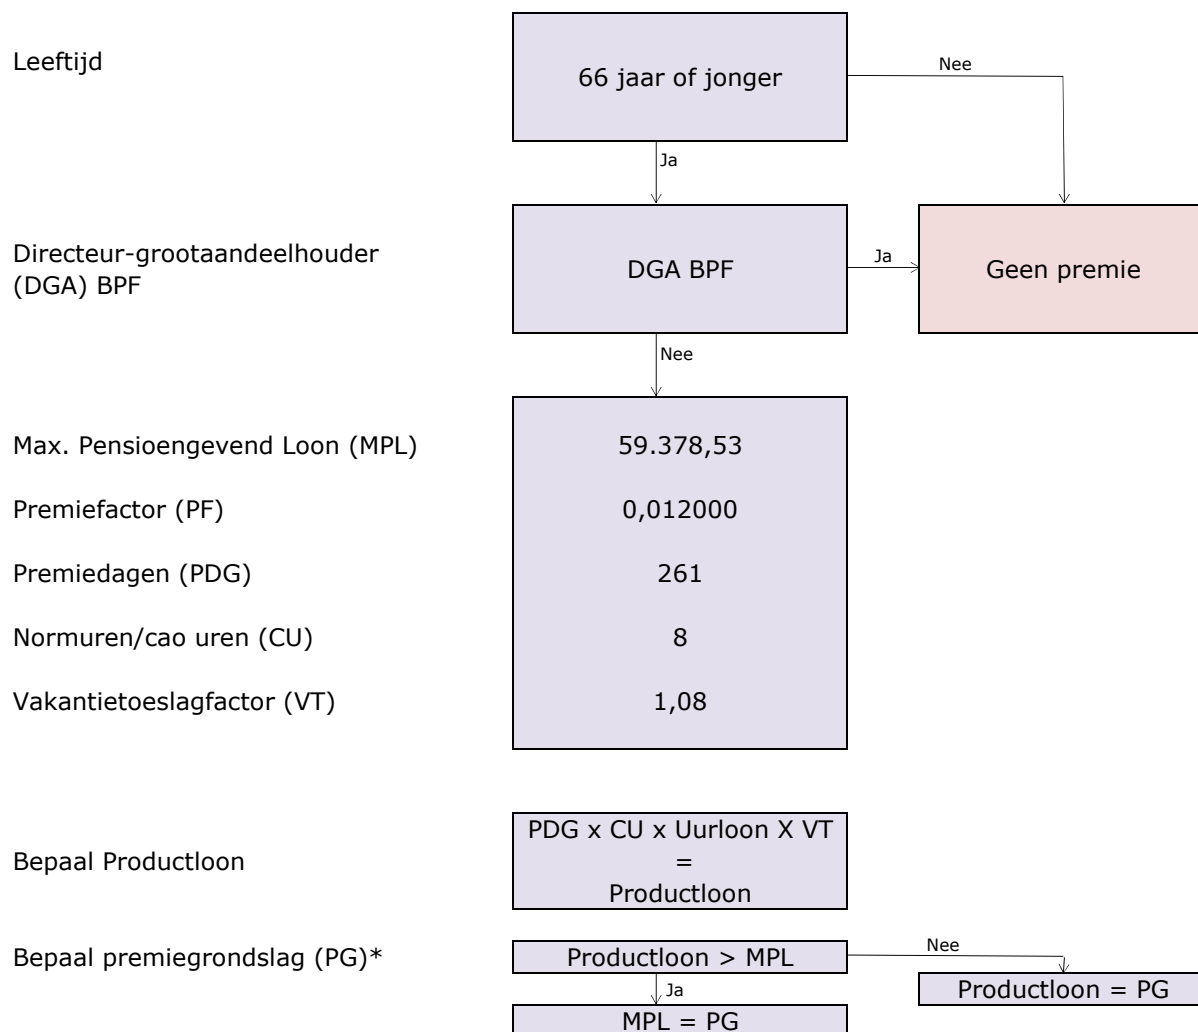 Leeftijd
66 jaar of jonger
Nee
Ja
Directeur-grootaandeelhouder
(DGA) BPF
DGA BPF
Ja
Geen premie
Nee
Max. Pensioengevend Loon (MPL)
59.378,53
Premiefactor (PF)
0,012000
Premiedagen (PDG)
261
Normuren/cao uren (CU)
8
Vakantietoeslagfactor (VT)
1,08
Bepaal Productloon
PDG x CU x Uurloon X VT
=
Productloon
Bepaal premiegrondslag (PG)*
Productloon > MPL
Nee
Productloon = PG
Ja
MPL = PG